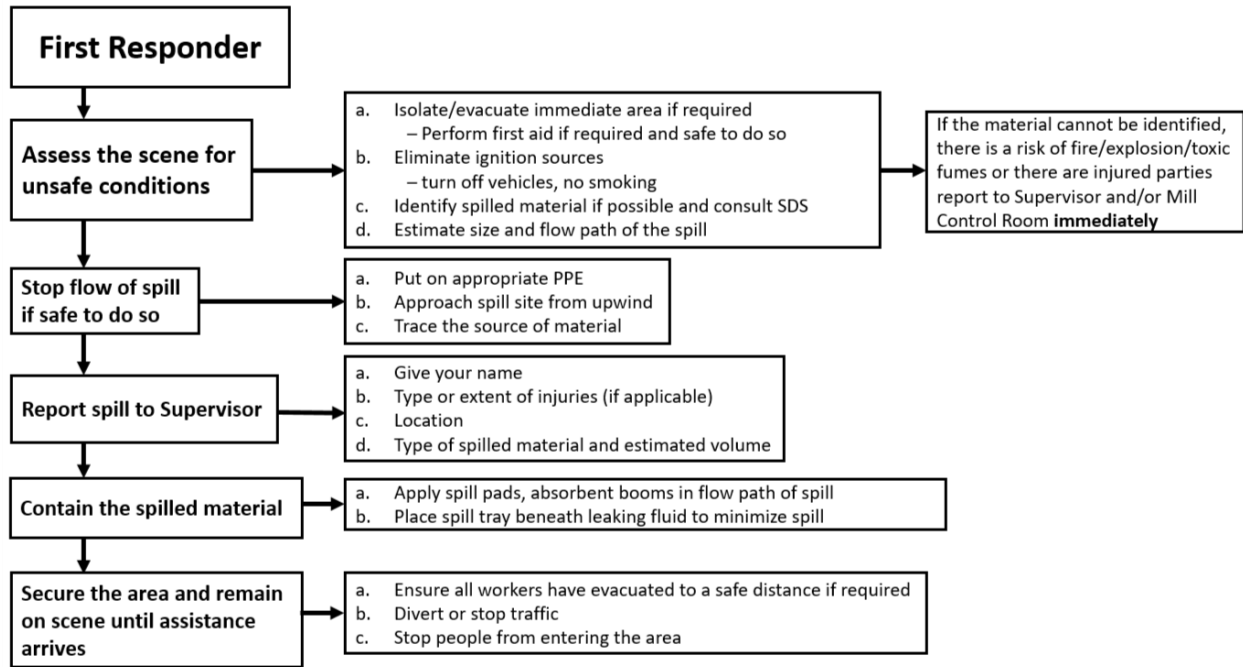 First Responder
Assess the scene for
unsafe conditions
a. Isolate/evacuate immediate area if required
– Perform first aid if required and safe to do so
b. Eliminate ignition sources
– turn off vehicles, no smoking
c. Identify spilled material if possible and consult SDS
d. Estimate size and flow path of the spill
If the material cannot be identified,
there is a risk of fire/explosion/toxic
fumes or there are injured parties
report to Supervisor and/or Mill
Control Room immediately
Stop flow of spill
if safe to do so
a. Put on appropriate PPE
b. Approach spill site from upwind
c. Trace the source of material
Report spill to Supervisor
a. Give your name
b. Type or extent of injuries (if applicable)
c. Location
d. Type of spilled material and estimated volume
Contain the spilled material
a. Apply spill pads, absorbent booms in flow path of spill
b. Place spill tray beneath leaking fluid to minimize spill
Secure the area and remain
on scene until assistance
arrives
a. Ensure all workers have evacuated to a safe distance if required
b. Divert or stop traffic
c. Stop people from entering the area